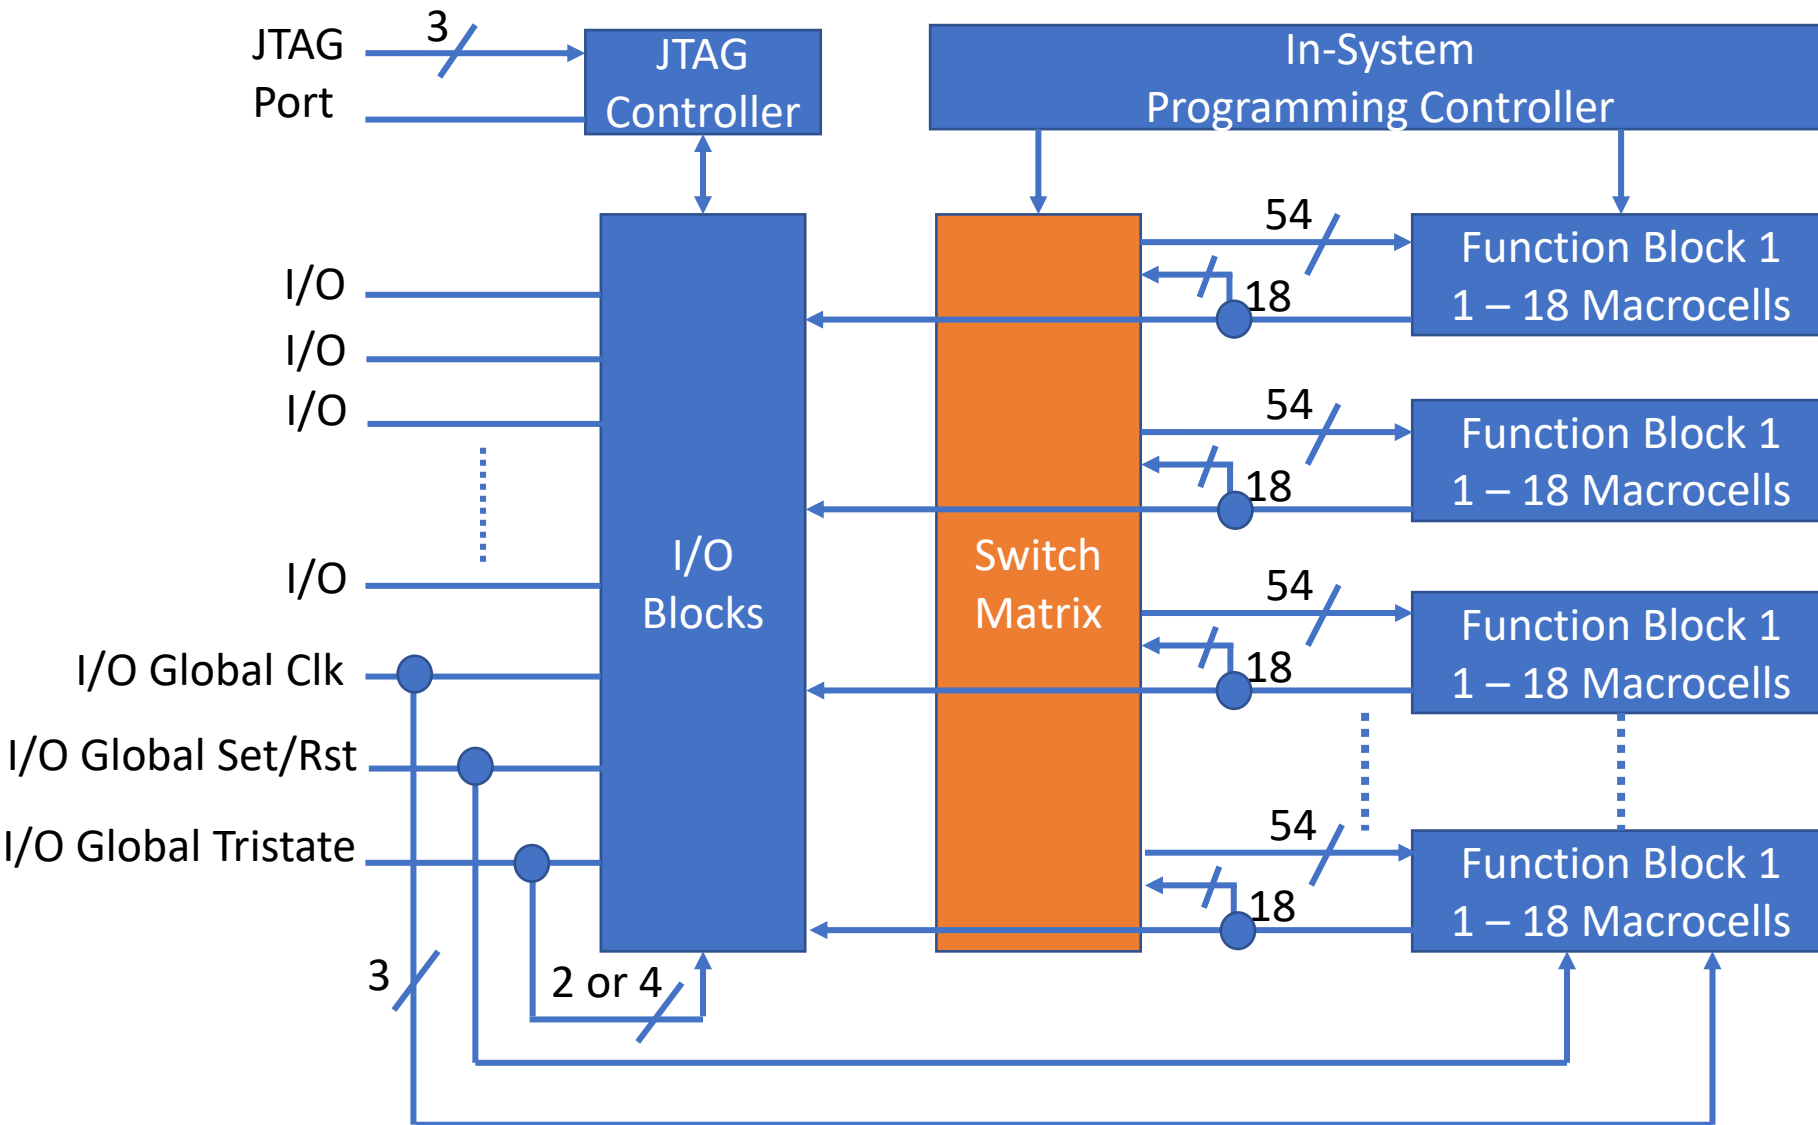 JTAG
Port
3
JTAG
Controller
In-System
Programming Controller
54
18
Function Block 1
1 – 18 Macrocells
I/O
I/O
I/O
54
18
Function Block 1
1 – 18 Macrocells
I/O
I/O
Blocks
Switch
Matrix
54
18
Function Block 1
1 – 18 Macrocells
I/O Global Clk
I/O Global Set/Rst
I/O Global Tristate
54
18
Function Block 1
1 – 18 Macrocells
3
2 or 4